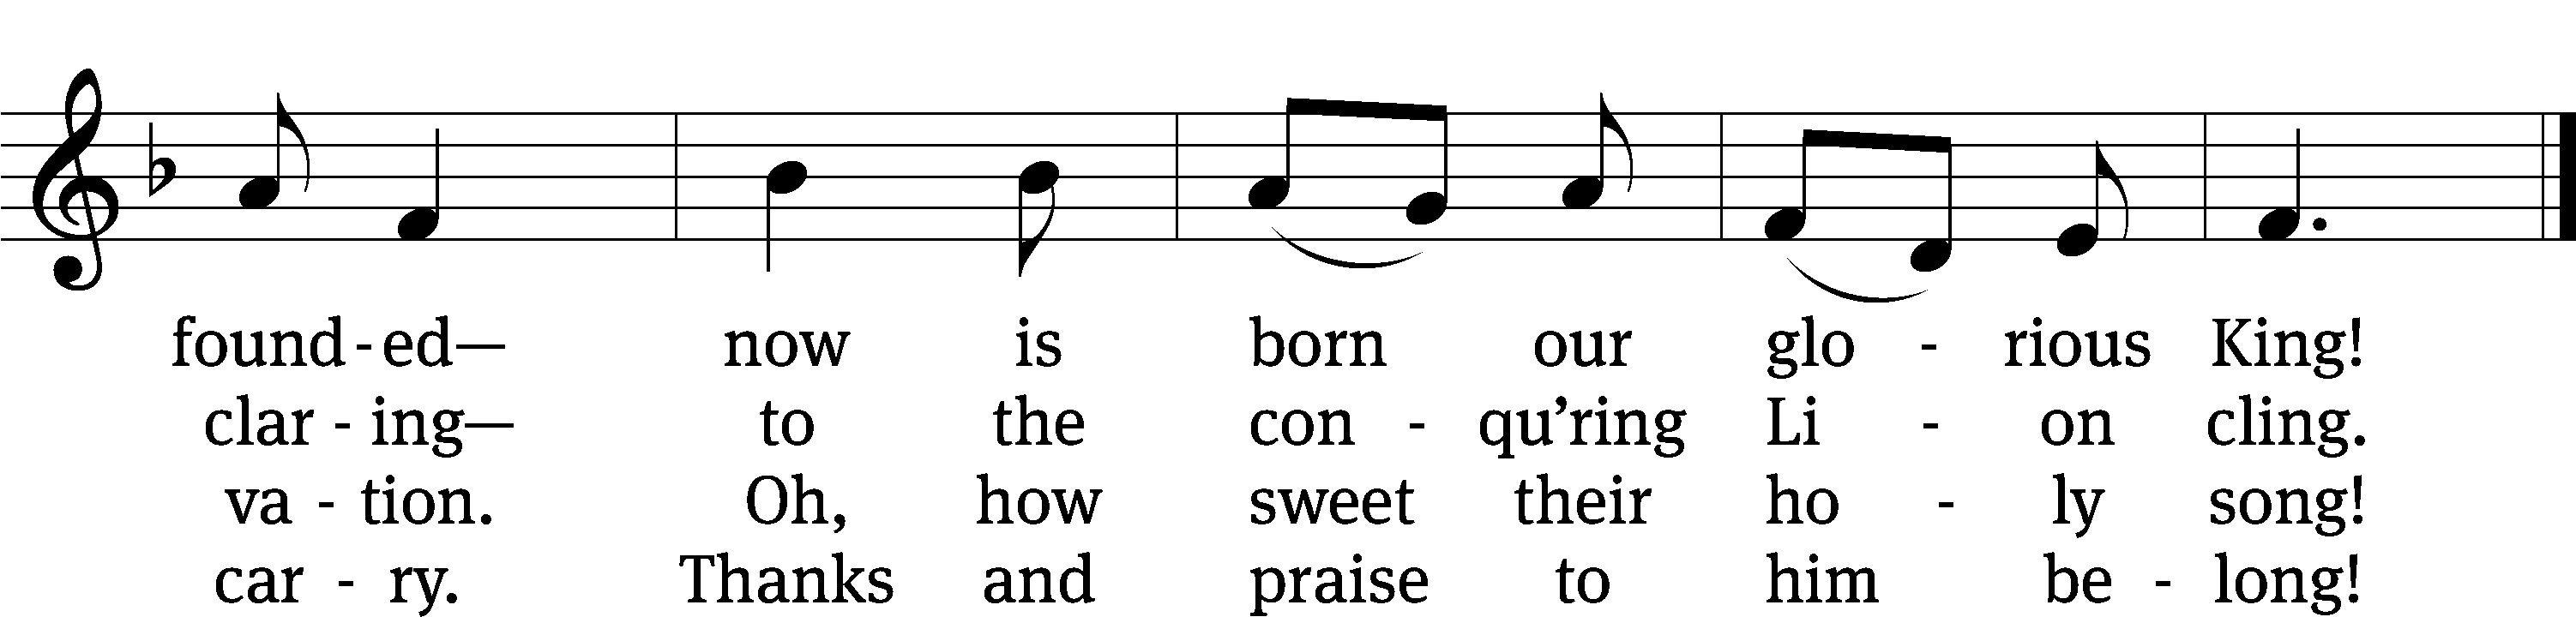 found - ed— now is born our glo - rious King!
clar - ing— to the con - qu’ring Li - on cling.
va - tion. Oh, how sweet their ho - ly song!
car - ry. Thanks and praise to him be - long!